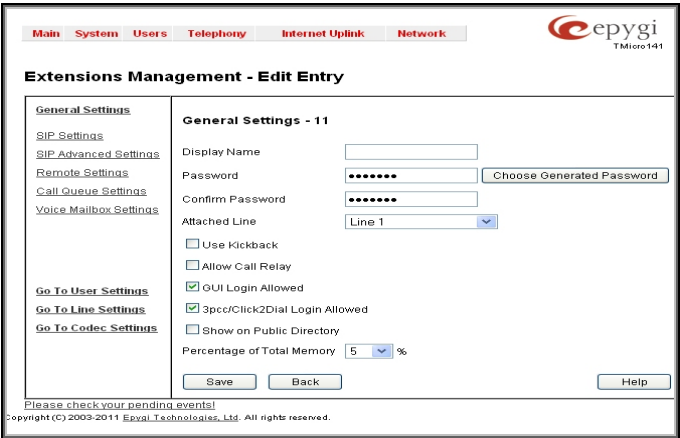 Main System Users Telephony Internet Uplink Network
epygi
TMicro141
Extensions Management - Edit Entry
General Settings
SIP Settings
SIP Advanced Settings
Remote Settings
Call Queue Settings
Voice Mailbox Settings
Go To User Settings
Go To Line Settings
Go To Codec Settings
General Settings - 11
Display Name
Password ••••••• Choose Generated Password
Confirm Password •••••••
Attached Line Line 1
Use Kickback
Allow Call Relay
GUI Login Allowed
3pcc/Click2Dial Login Allowed
Show on Public Directory
Percentage of Total Memory 5 %
Save Back Help
Please check your pending events!
Copyright (C) 2003-2011 Epygi Technologies, Ltd. All rights reserved.